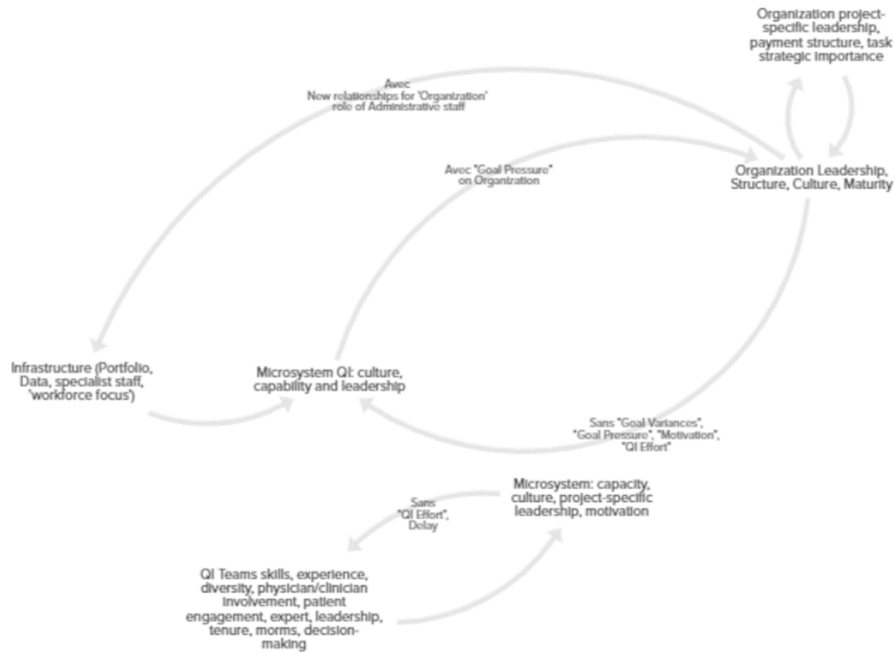 Organization project-
specific leadership,
payment structure, task
strategic importance
Avec
New relationships for 'Organization'
role of Administrative staff
Avec "Goal Pressure"
on Organization
Organization Leadership,
Structure, Culture, Maturity
Infrastructure (Portfolio,
Data, specialist staff,
'workforce focus')
Microsystem QI: culture,
capability and leadership
Sans "Goal Variances",
"Goal Pressure", "Motivation",
"QI Effort"
Microsystem: capacity,
culture, project-specific
leadership, motivation
Sans
"QI Effort",
Delay
QI Teams skills, experience,
diversity, physician/clinician
involvement, patient
engagement, expert, leadership,
tenure, morms, decision-
making